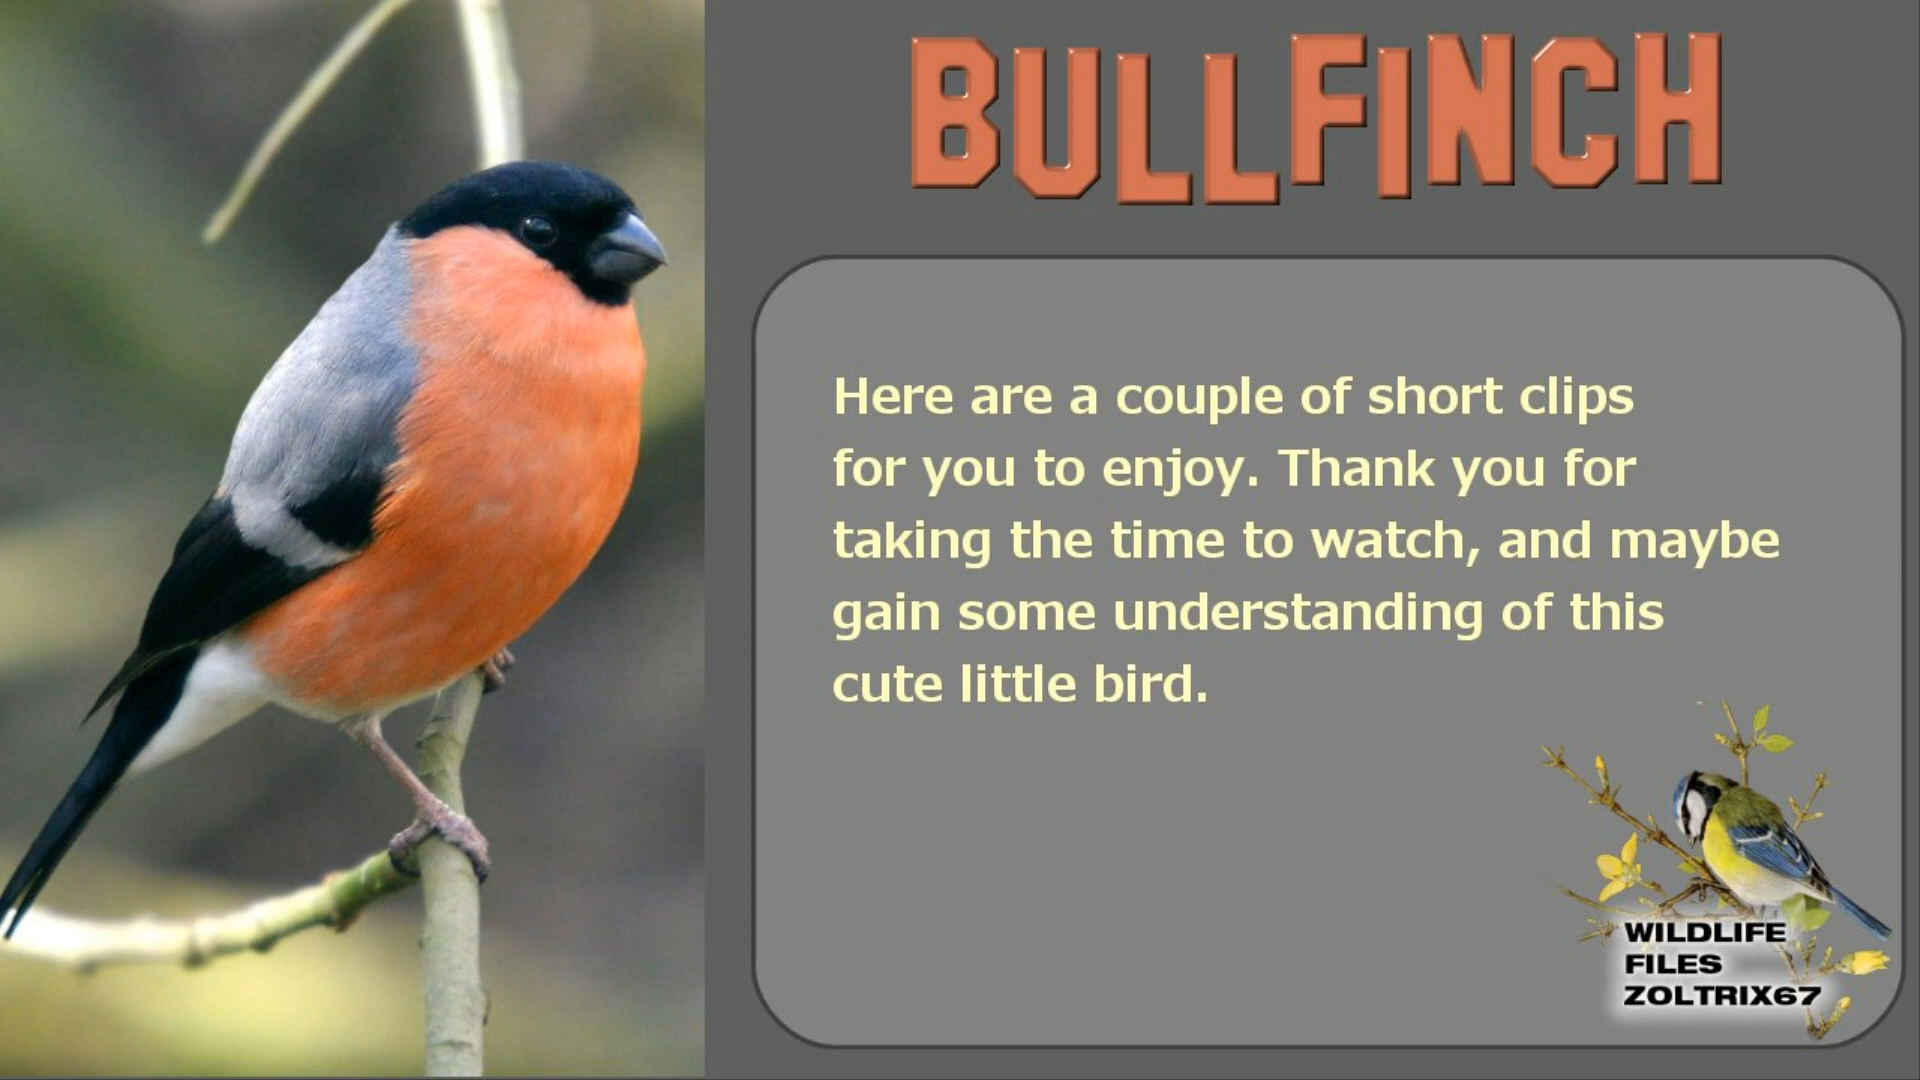 BULLFINCH
Here are a couple of short clips
for you to enjoy. Thank you for
taking the time to watch, and maybe
gain some understanding of this
cute little bird.
WILDLIFE
FILES
ZOLTRIX67